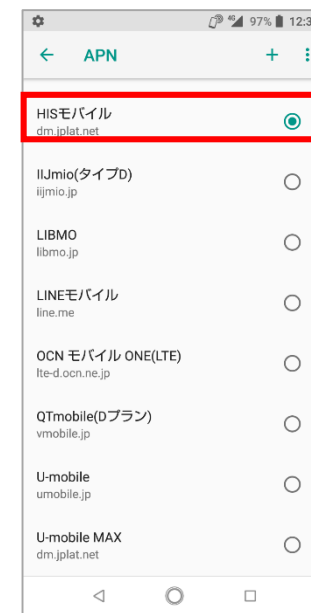 4G 97% 12:3
APN
HISモバイル
dm.jplat.net
IIJmio(タイプD)
iijmio.jp
LIBMO
libmo.jp
LINEモバイル
line.me
OCN モバイル ONE(LTE)
lte-d.ocn.ne.jp
QTmobile(Dプラン)
vmobile.jp
U-mobile
umobile.jp
U-mobile MAX
dm.jplat.net